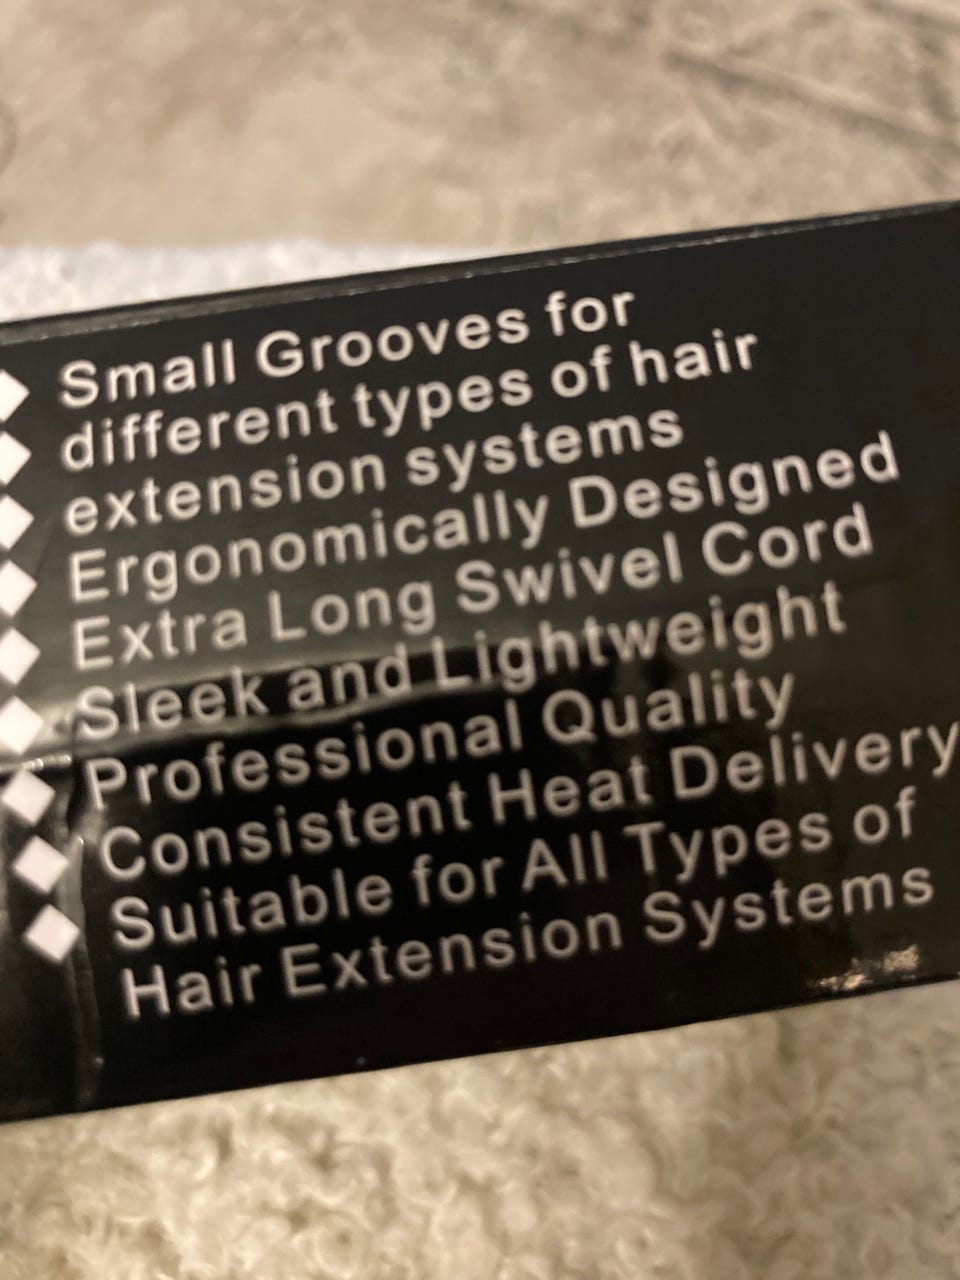 ◆ Small Grooves for
◆ different types of hair
◆ extension systems
◆ Ergonomically Designed
◆ Extra Long Swivel Cord
◆ Sleek and Lightweight
◆ Professional Quality
◆ Consistent Heat Delivery
◆ Suitable for All Types of
Hair Extension Systems